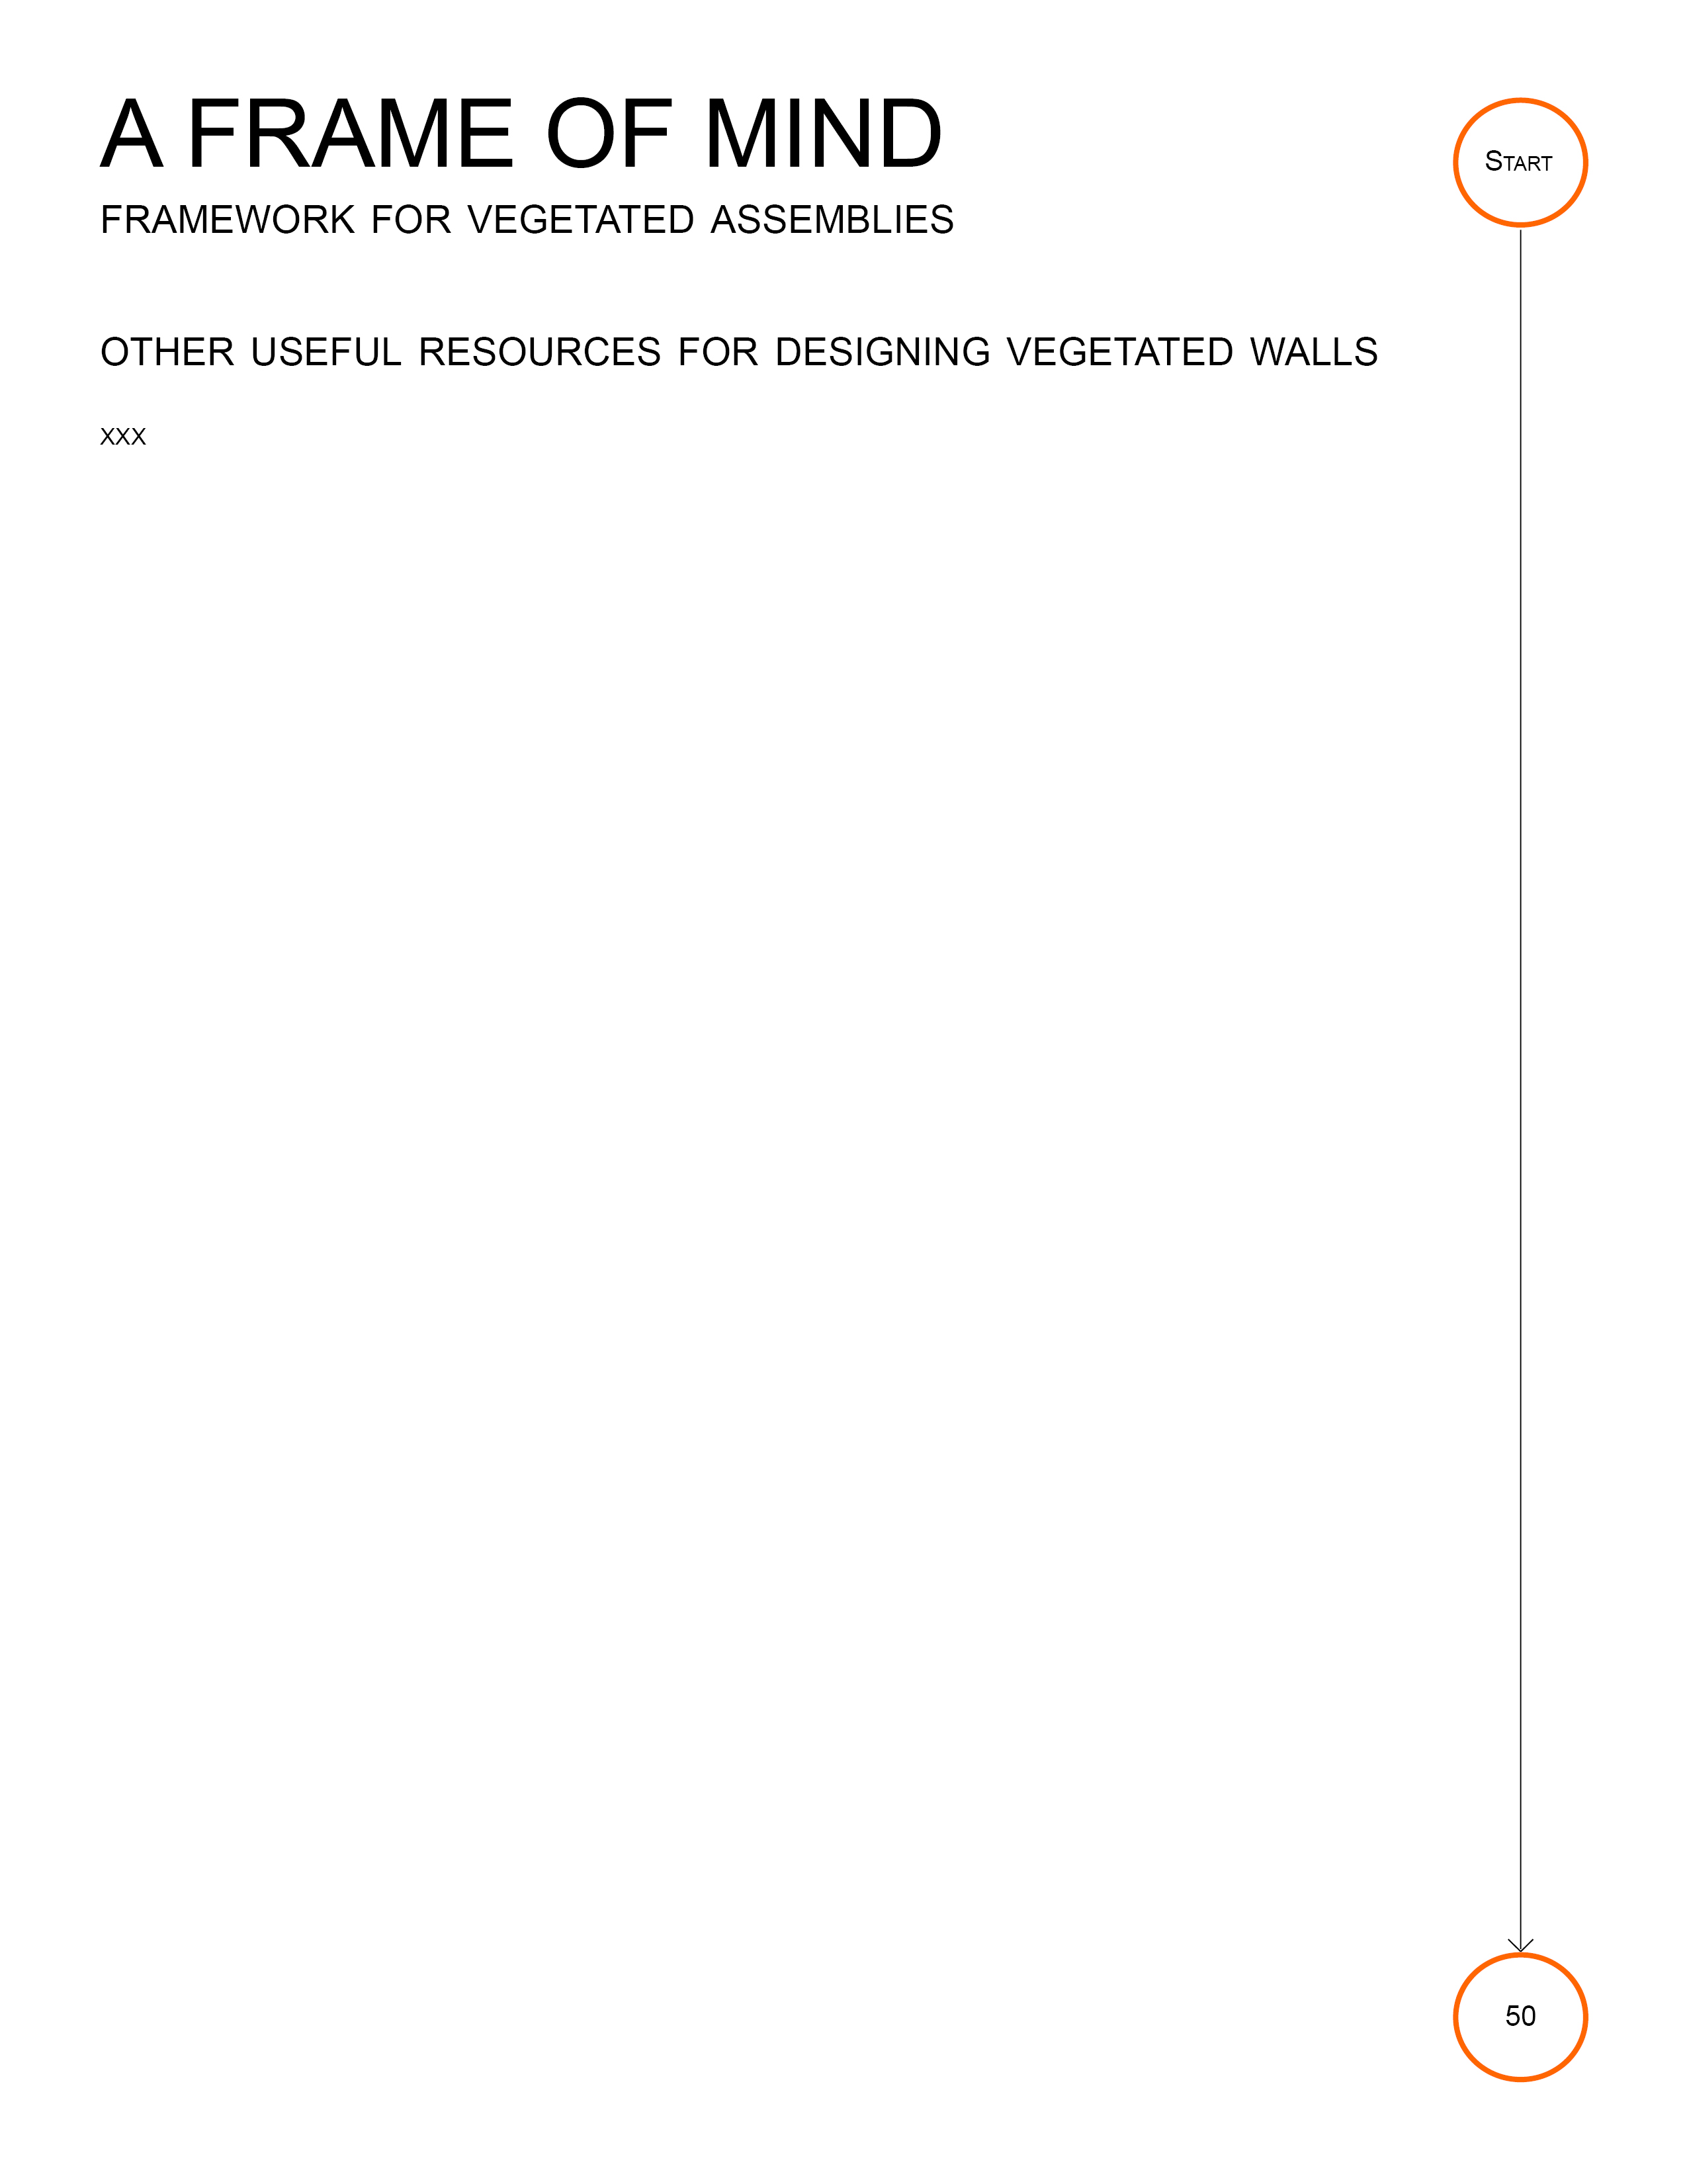 A FRAME OF MIND
FRAMEWORK FOR VEGETATED ASSEMBLIES
OTHER USEFUL RESOURCES FOR DESIGNING VEGETATED WALLS
XXX
START
50